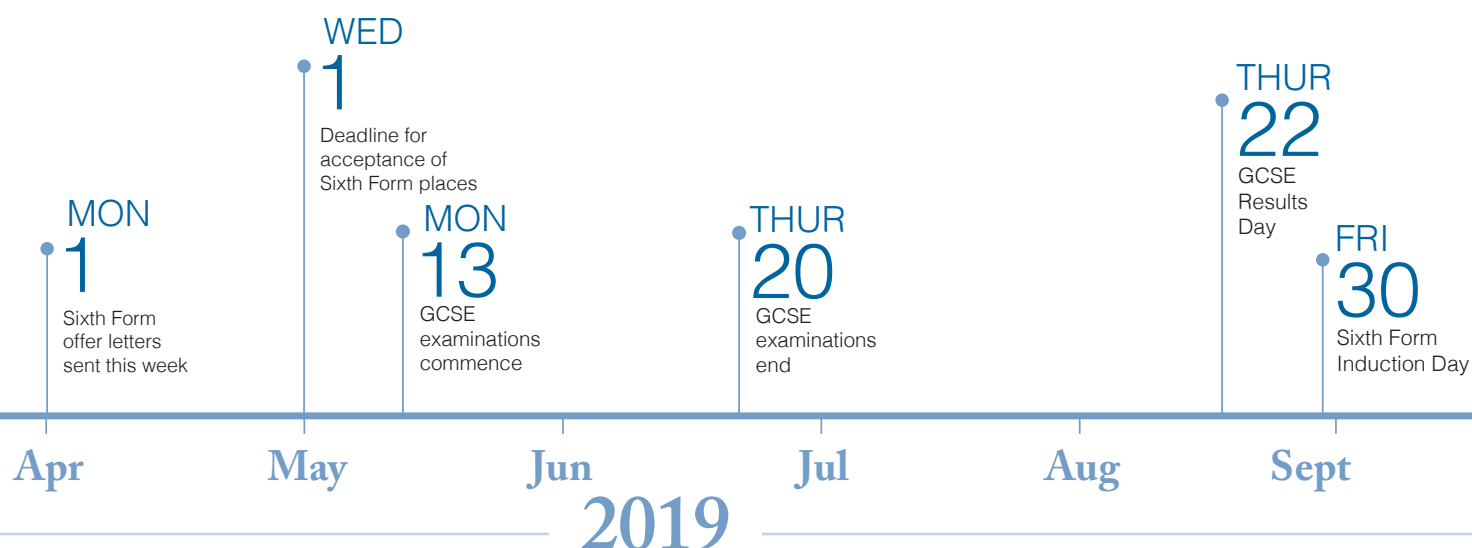 MON
1
Sixth Form
offer letters
sent this week
WED
1
Deadline for
acceptance of
Sixth Form places
MON
13
GCSE
examinations
commence
THUR
20
GCSE
examinations
end
THUR
22
GCSE
Results
Day
FRI
30
Sixth Form
Induction Day
Apr
May
Jun
Jul
Aug
Sept
2019